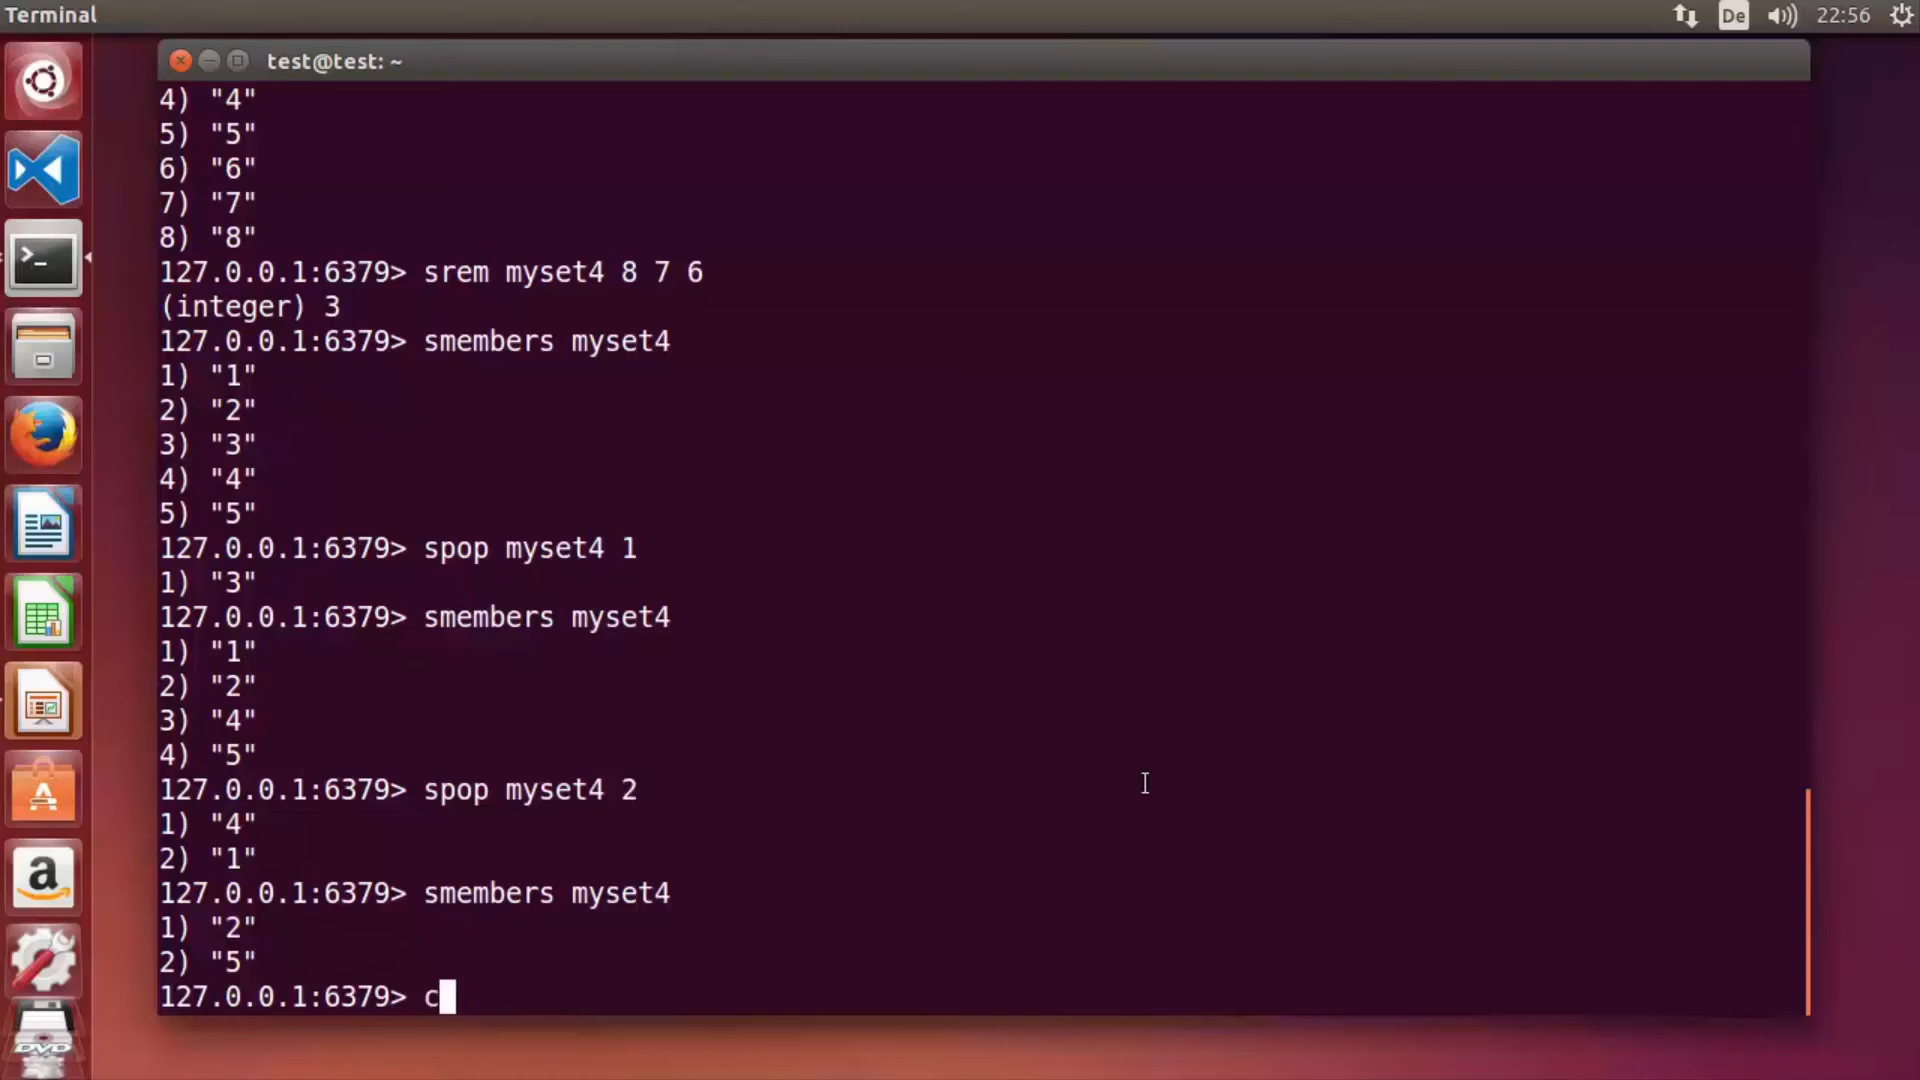 Terminal
De
22:56
test@test: ~
4) "4"
5) "5"
6) "6"
7) "7"
8) "8"
127.0.0.1:6379> srem myset4 8 7 6
(integer) 3
127.0.0.1:6379> smembers myset4
1) "1"
2) "2"
3) "3"
4) "4"
5) "5"
127.0.0.1:6379> spop myset4 1
1) "3"
127.0.0.1:6379> smembers myset4
1) "1"
2) "2"
3) "4"
4) "5"
127.0.0.1:6379> spop myset4 2
1) "4"
2) "1"
127.0.0.1:6379> smembers myset4
1) "2"
2) "5"
127.0.0.1:6379> c
>_
A
a
DVD